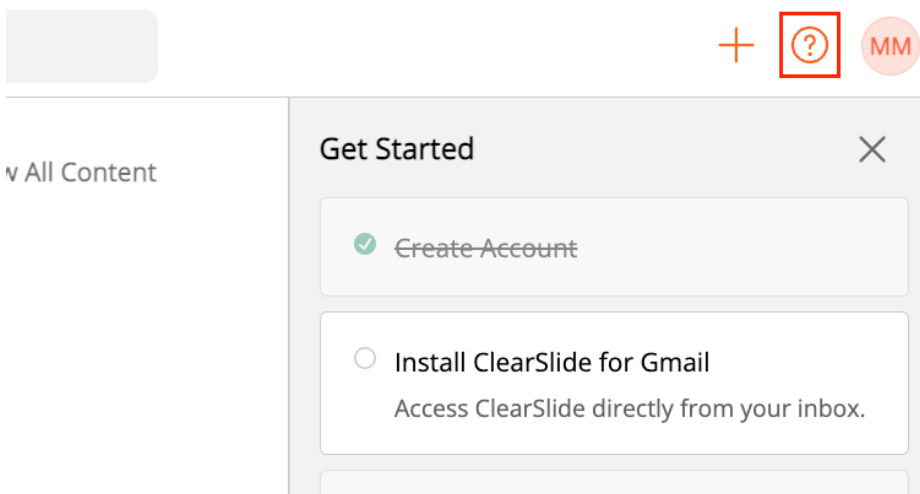 ?
MM
Get Started
w All Content
Create Account
Install ClearSlide for Gmail
Access ClearSlide directly from your inbox.